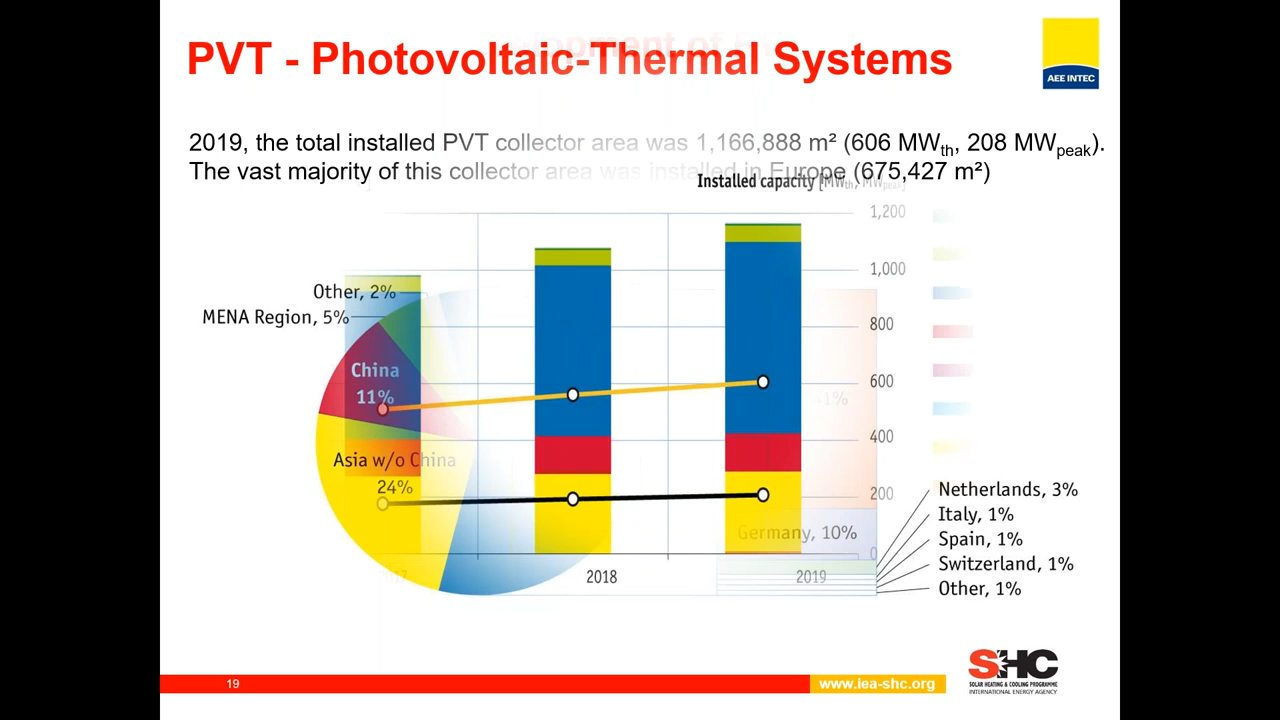 PVT - Photovoltaic-Thermal Systems
AEE INTEC
2019, the total installed PVT collector area was 1,166,888 m² (606 MWth, 208 MWpeak).
The vast majority of this collector area was installed in Europe (675,427 m²)
Installed capacity [MWth, MWpeak]
1,200
1,000
800
600
400
200
0
Other, 2%
MENA Region, 5%
China
11%
Asia w/o China
24%
Germany, 10%
Netherlands, 3%
Italy, 1%
Spain, 1%
Switzerland, 1%
Other, 1%
2018
2019
19
www.iea-shc.org
SHC
SOLAR HEATING & COOLING PROGRAMME
INTERNATIONAL ENERGY AGENCY